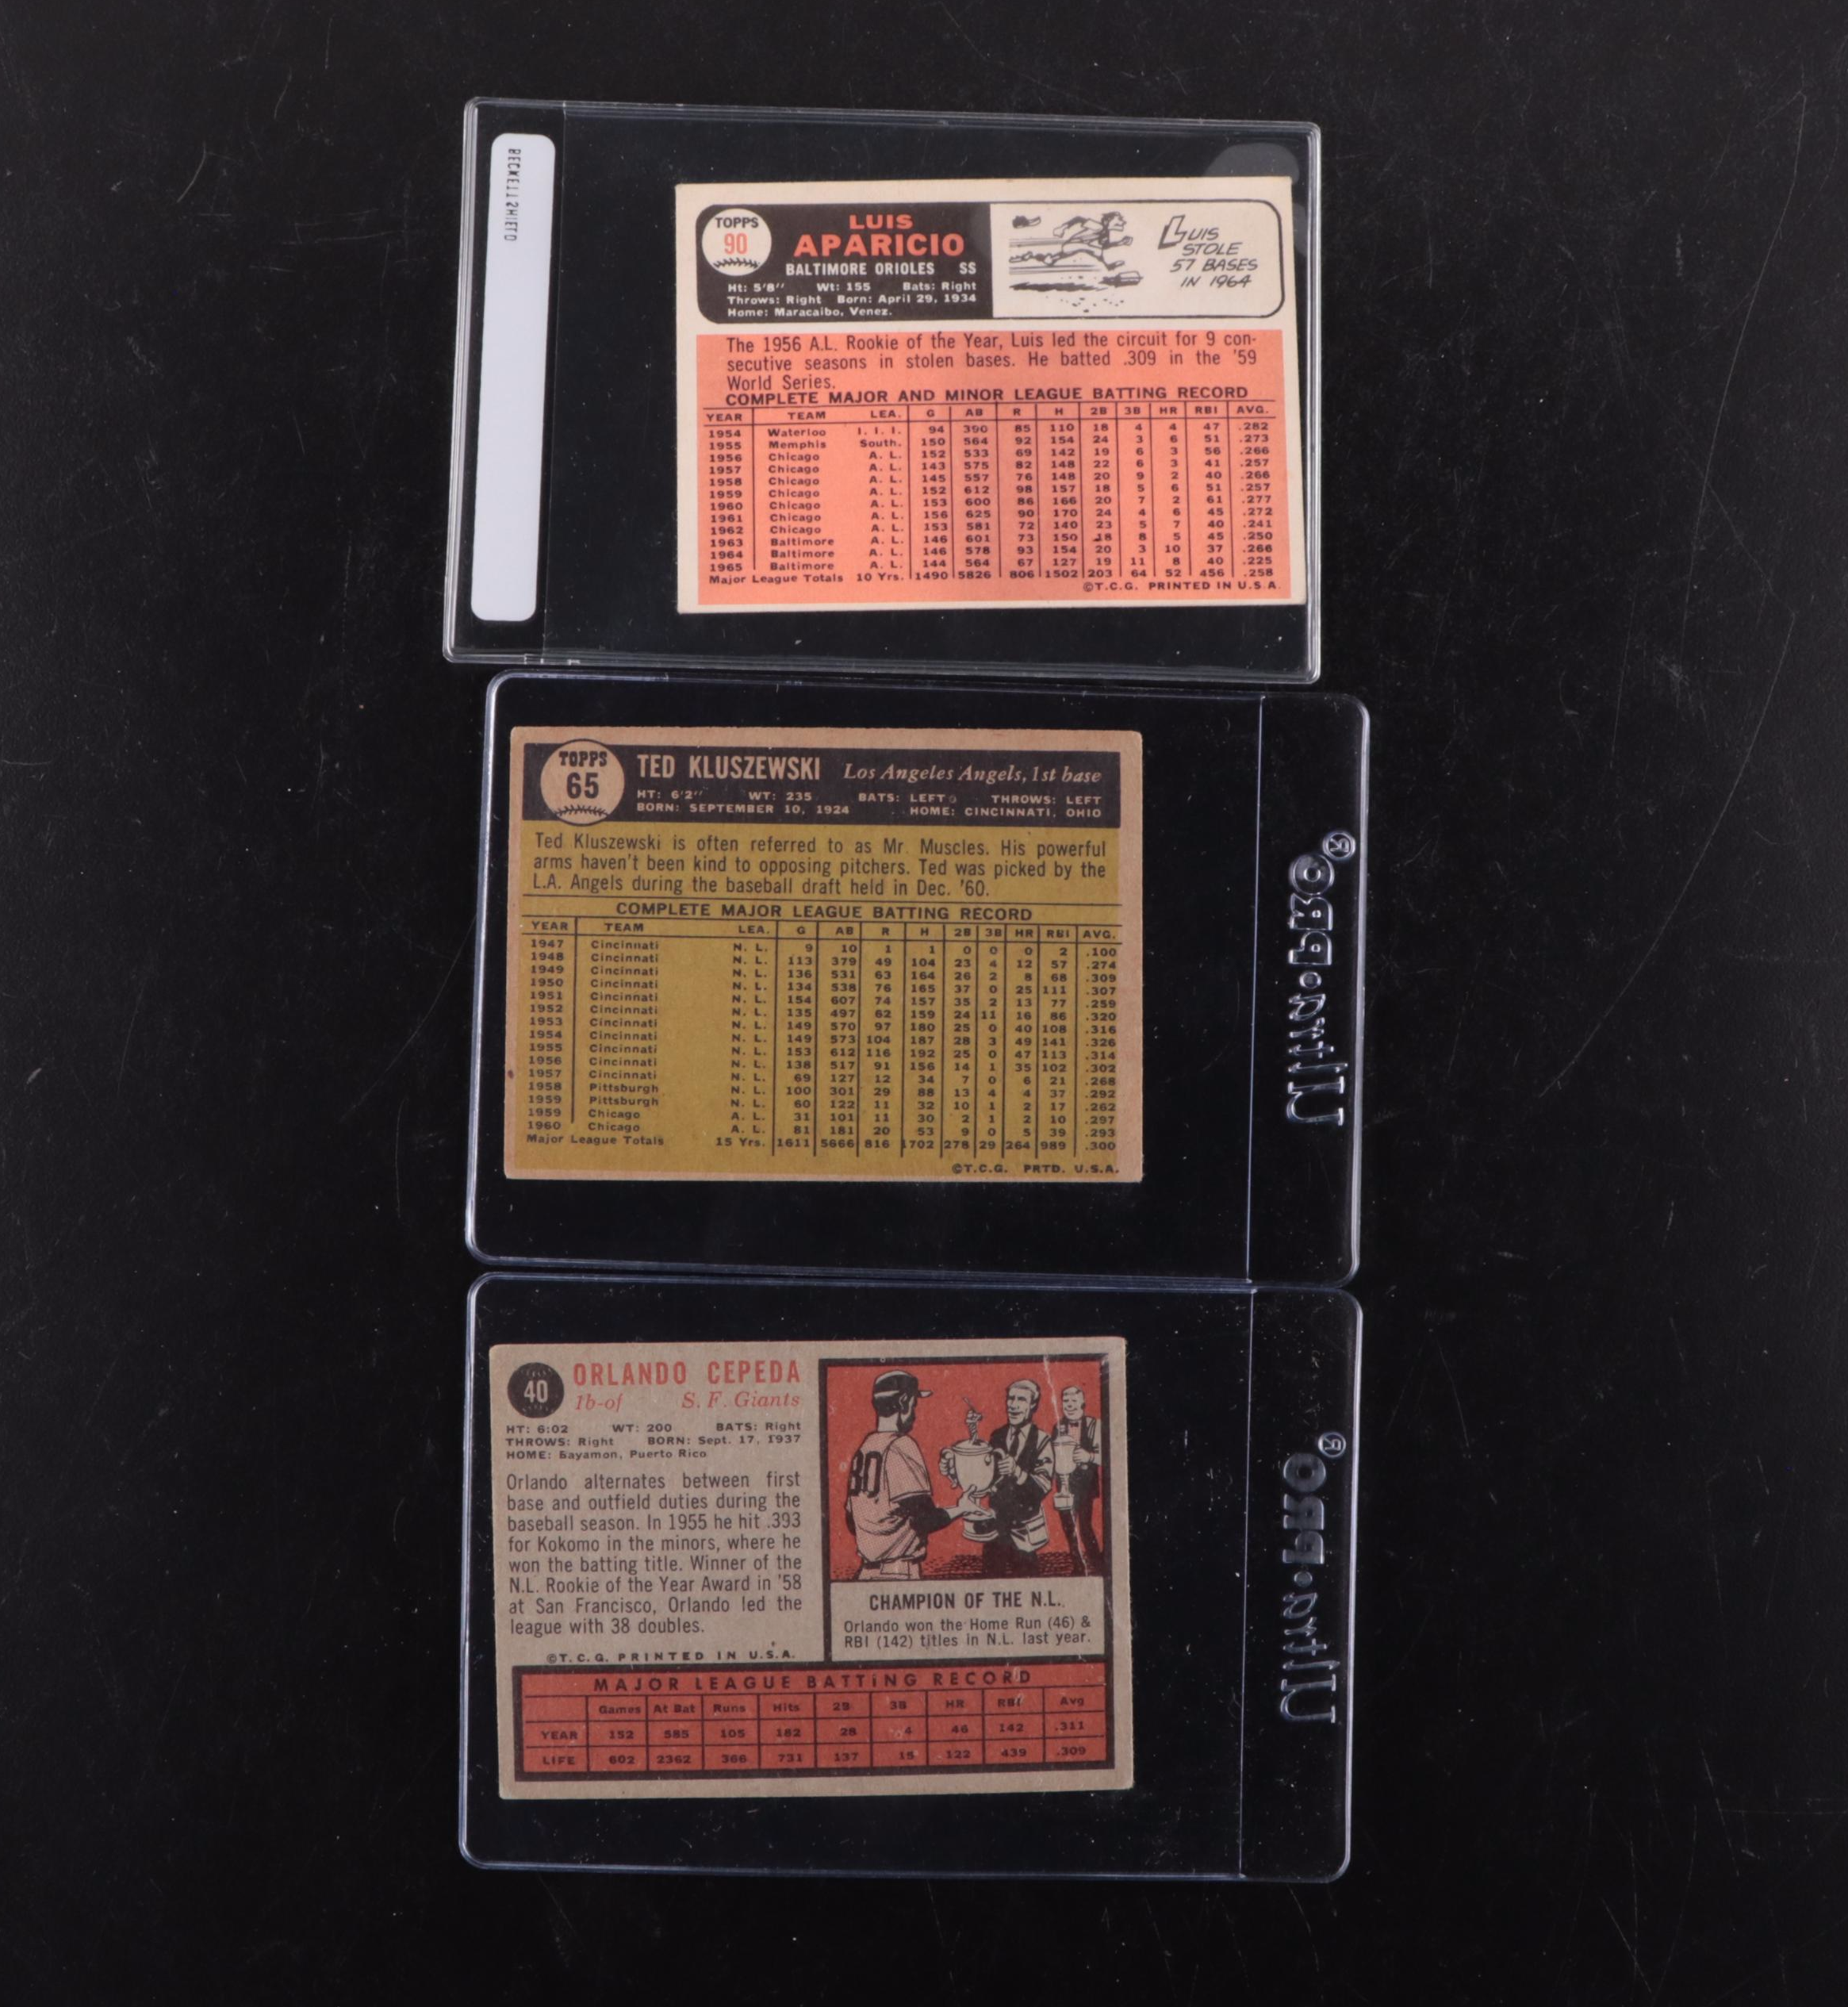 BECKETT SHIELD
TOPPS
90
LUIS
APARICIO
BALTIMORE ORIOLES SS
Ht: 5'8" Wt: 155 Bats: Right
Throws: Right Born: April 29, 1934
Home: Maracaibo, Venez.
LUIS
STOLE
57 BASES
IN 1964
The 1956 A.L. Rookie of the Year, Luis led the circuit for 9 con-
secutive seasons in stolen bases. He batted .309 in the '59
World Series.
COMPLETE MAJOR AND MINOR LEAGUE BATTING RECORD
YEAR TEAM LEA. G AB R H 2B 3B HR RBI AVG.
1954 Waterloo I. I. I. 94 390 85 110 18 4 4 47 .282
1955 Memphis South. 150 564 92 154 24 3 6 51 .273
1956 Chicago A. L. 152 533 69 142 19 6 3 56 .266
1957 Chicago A. L. 143 575 82 148 22 6 3 41 .257
1958 Chicago A. L. 145 557 76 148 20 9 2 40 .266
1959 Chicago A. L. 152 612 98 157 18 5 6 51 .257
1960 Chicago A. L. 153 600 86 166 20 7 2 61 .277
1961 Chicago A. L. 156 625 90 170 24 4 6 45 .272
1962 Chicago A. L. 153 581 72 140 23 5 7 40 .241
1963 Baltimore A. L. 146 601 73 150 18 8 5 45 .250
1964 Baltimore A. L. 146 578 93 154 20 3 10 37 .266
1965 Baltimore A. L. 144 564 67 127 19 11 8 40 .225
Major League Totals 10 Yrs. 1490 5826 806 1502 203 64 52 456 .258
©T.C.G. PRINTED IN U.S.A.
TOPPS
65
TED KLUSZEWSKI Los Angeles Angels, 1st base
HT: 6'2" WT: 235 BATS: LEFT THROWS: LEFT
BORN: SEPTEMBER 10, 1924 HOME: CINCINNATI, OHIO
Ted Kluszewski is often referred to as Mr. Muscles. His powerful
arms haven't been kind to opposing pitchers. Ted was picked by the
L.A. Angels during the baseball draft held in Dec. '60.
COMPLETE MAJOR LEAGUE BATTING RECORD
YEAR TEAM LEA. G AB R H 2B 3B HR RBI AVG.
1947 Cincinnati N. L. 9 10 1 1 0 0 0 2 .100
1948 Cincinnati N. L. 113 379 49 104 23 4 12 57 .274
1949 Cincinnati N. L. 136 531 63 164 26 2 8 68 .309
1950 Cincinnati N. L. 134 538 76 165 37 0 25 111 .307
1951 Cincinnati N. L. 154 607 74 157 35 2 13 77 .259
1952 Cincinnati N. L. 135 497 62 159 24 11 16 86 .320
1953 Cincinnati N. L. 149 570 97 180 25 0 40 108 .316
1954 Cincinnati N. L. 149 573 104 187 28 3 49 141 .326
1955 Cincinnati N. L. 153 612 116 192 25 0 47 113 .314
1956 Cincinnati N. L. 138 517 91 156 14 1 35 102 .302
1957 Cincinnati N. L. 69 127 12 34 7 0 6 21 .268
1958 Pittsburgh N. L. 100 301 29 88 13 4 4 37 .292
1959 Pittsburgh N. L. 60 122 11 32 10 1 2 17 .262
1959 Chicago A. L. 31 101 11 30 2 1 2 10 .297
1960 Chicago A. L. 81 181 20 53 9 0 5 39 .293
Major League Totals 15 Yrs. 1611 5666 816 1702 278 29 264 989 .300
©T.C.G. PRTD. U.S.A.
Ultra·PRO®
40
ORLANDO CEPEDA
1b-of S. F. Giants
HT: 6:02 WT: 200 BATS: Right
THROWS: Right BORN: Sept. 17, 1937
HOME: Bayamon, Puerto Rico
Orlando alternates between first
base and outfield duties during the
baseball season. In 1955 he hit .393
for Kokomo in the minors, where he
won the batting title. Winner of the
N.L. Rookie of the Year Award in '58
at San Francisco, Orlando led the
league with 38 doubles.
©T.C.G. PRINTED IN U.S.A.
30
CHAMPION OF THE N.L.
Orlando won the Home Run (46) &
RBI (142) titles in N.L. last year.
MAJOR LEAGUE BATTING RECORD
Games At Bat Runs Hits 2B 3B HR RBI Avg
YEAR 152 585 105 182 28 4 46 142 .311
LIFE 602 2362 366 731 137 15 122 439 .309
Ultra·PRO®